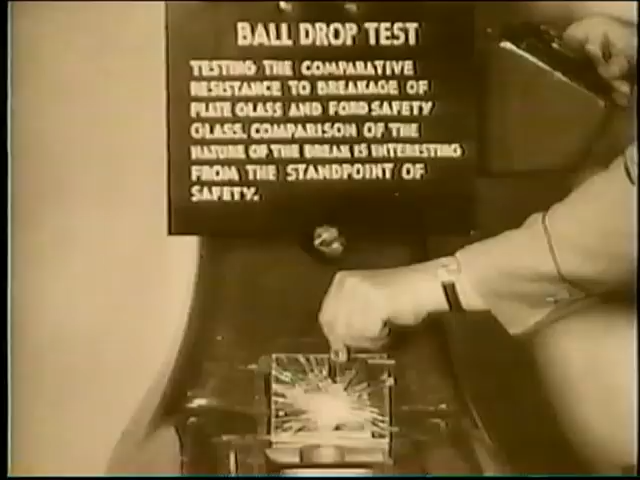 BALL DROP TEST
TESTING THE COMPARATIVE
RESISTANCE TO BREAKAGE OF
PLATE GLASS AND FORD SAFETY
GLASS. COMPARISON OF THE
NATURE OF THE BREAK IS INTERESTING
FROM THE STANDPOINT OF
SAFETY.